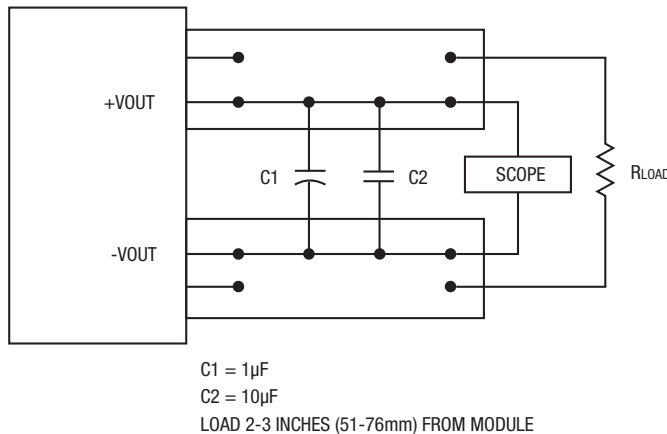 +VOUT
C1
C2
SCOPE
RLOAD
-VOUT
C1 = 1μF
C2 = 10μF
LOAD 2-3 INCHES (51-76mm) FROM MODULE